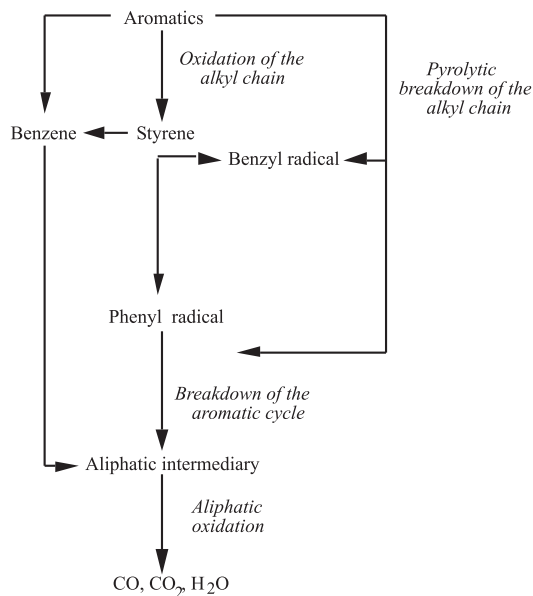 Aromatics
Oxidation of the
alkyl chain
Pyrolytic
breakdown of the
alkyl chain
Benzene
Styrene
Benzyl radical
Phenyl radical
Breakdown of the
aromatic cycle
Aliphatic intermediary
Aliphatic
oxidation
CO, CO2, H2O